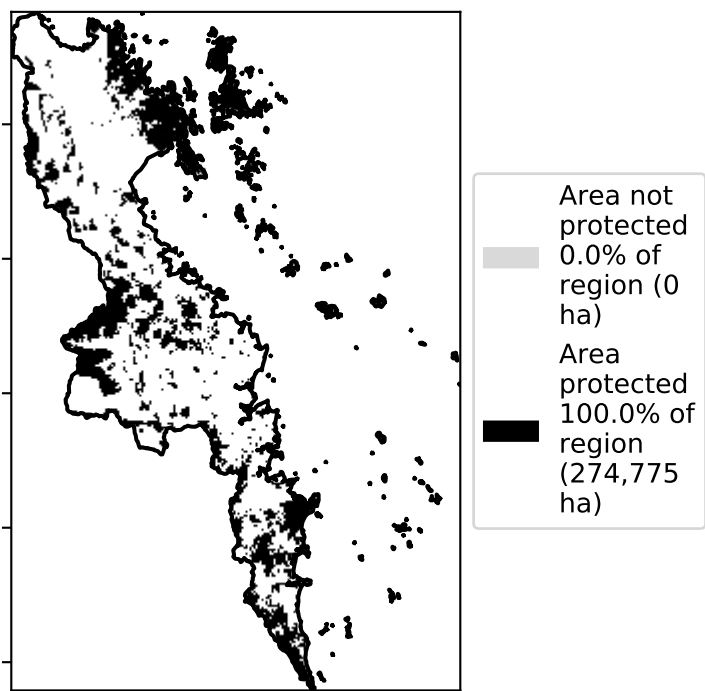 Area not
protected
0.0% of
region (0
ha)
Area
protected
100.0% of
region
(274,775
ha)